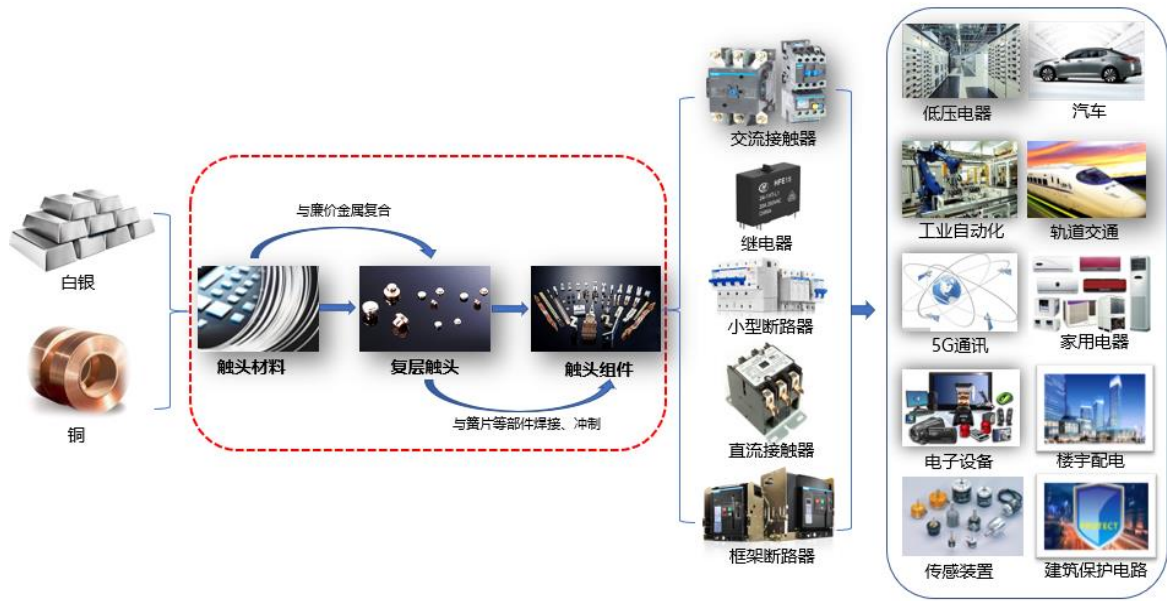 白银
铜
与廉价金属复合
触头材料
复层触头
触头组件
与簧片等部件焊接、冲制
交流接触器
HFE10
继电器
小型断路器
直流接触器
框架断路器
低压电器
汽车
工业自动化
轨道交通
5G通讯
家用电器
电子设备
楼宇配电
传感装置
建筑保护电路